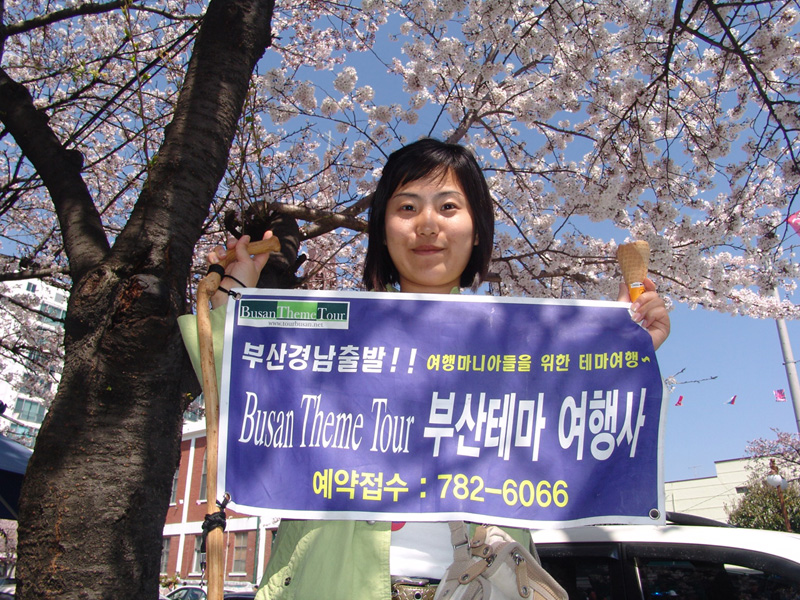 Busan Theme Tour
www.tourbusan.net
부산경남출발!! 여행마니아들을 위한 테마여행~
Busan Theme Tour 부산테마 여행사
예약접수 : 782-6066